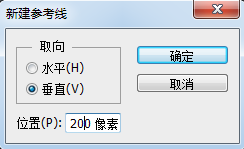 新建参考线
取向
水平(H)
垂直(V)
位置(P): 200 像素
确定
取消